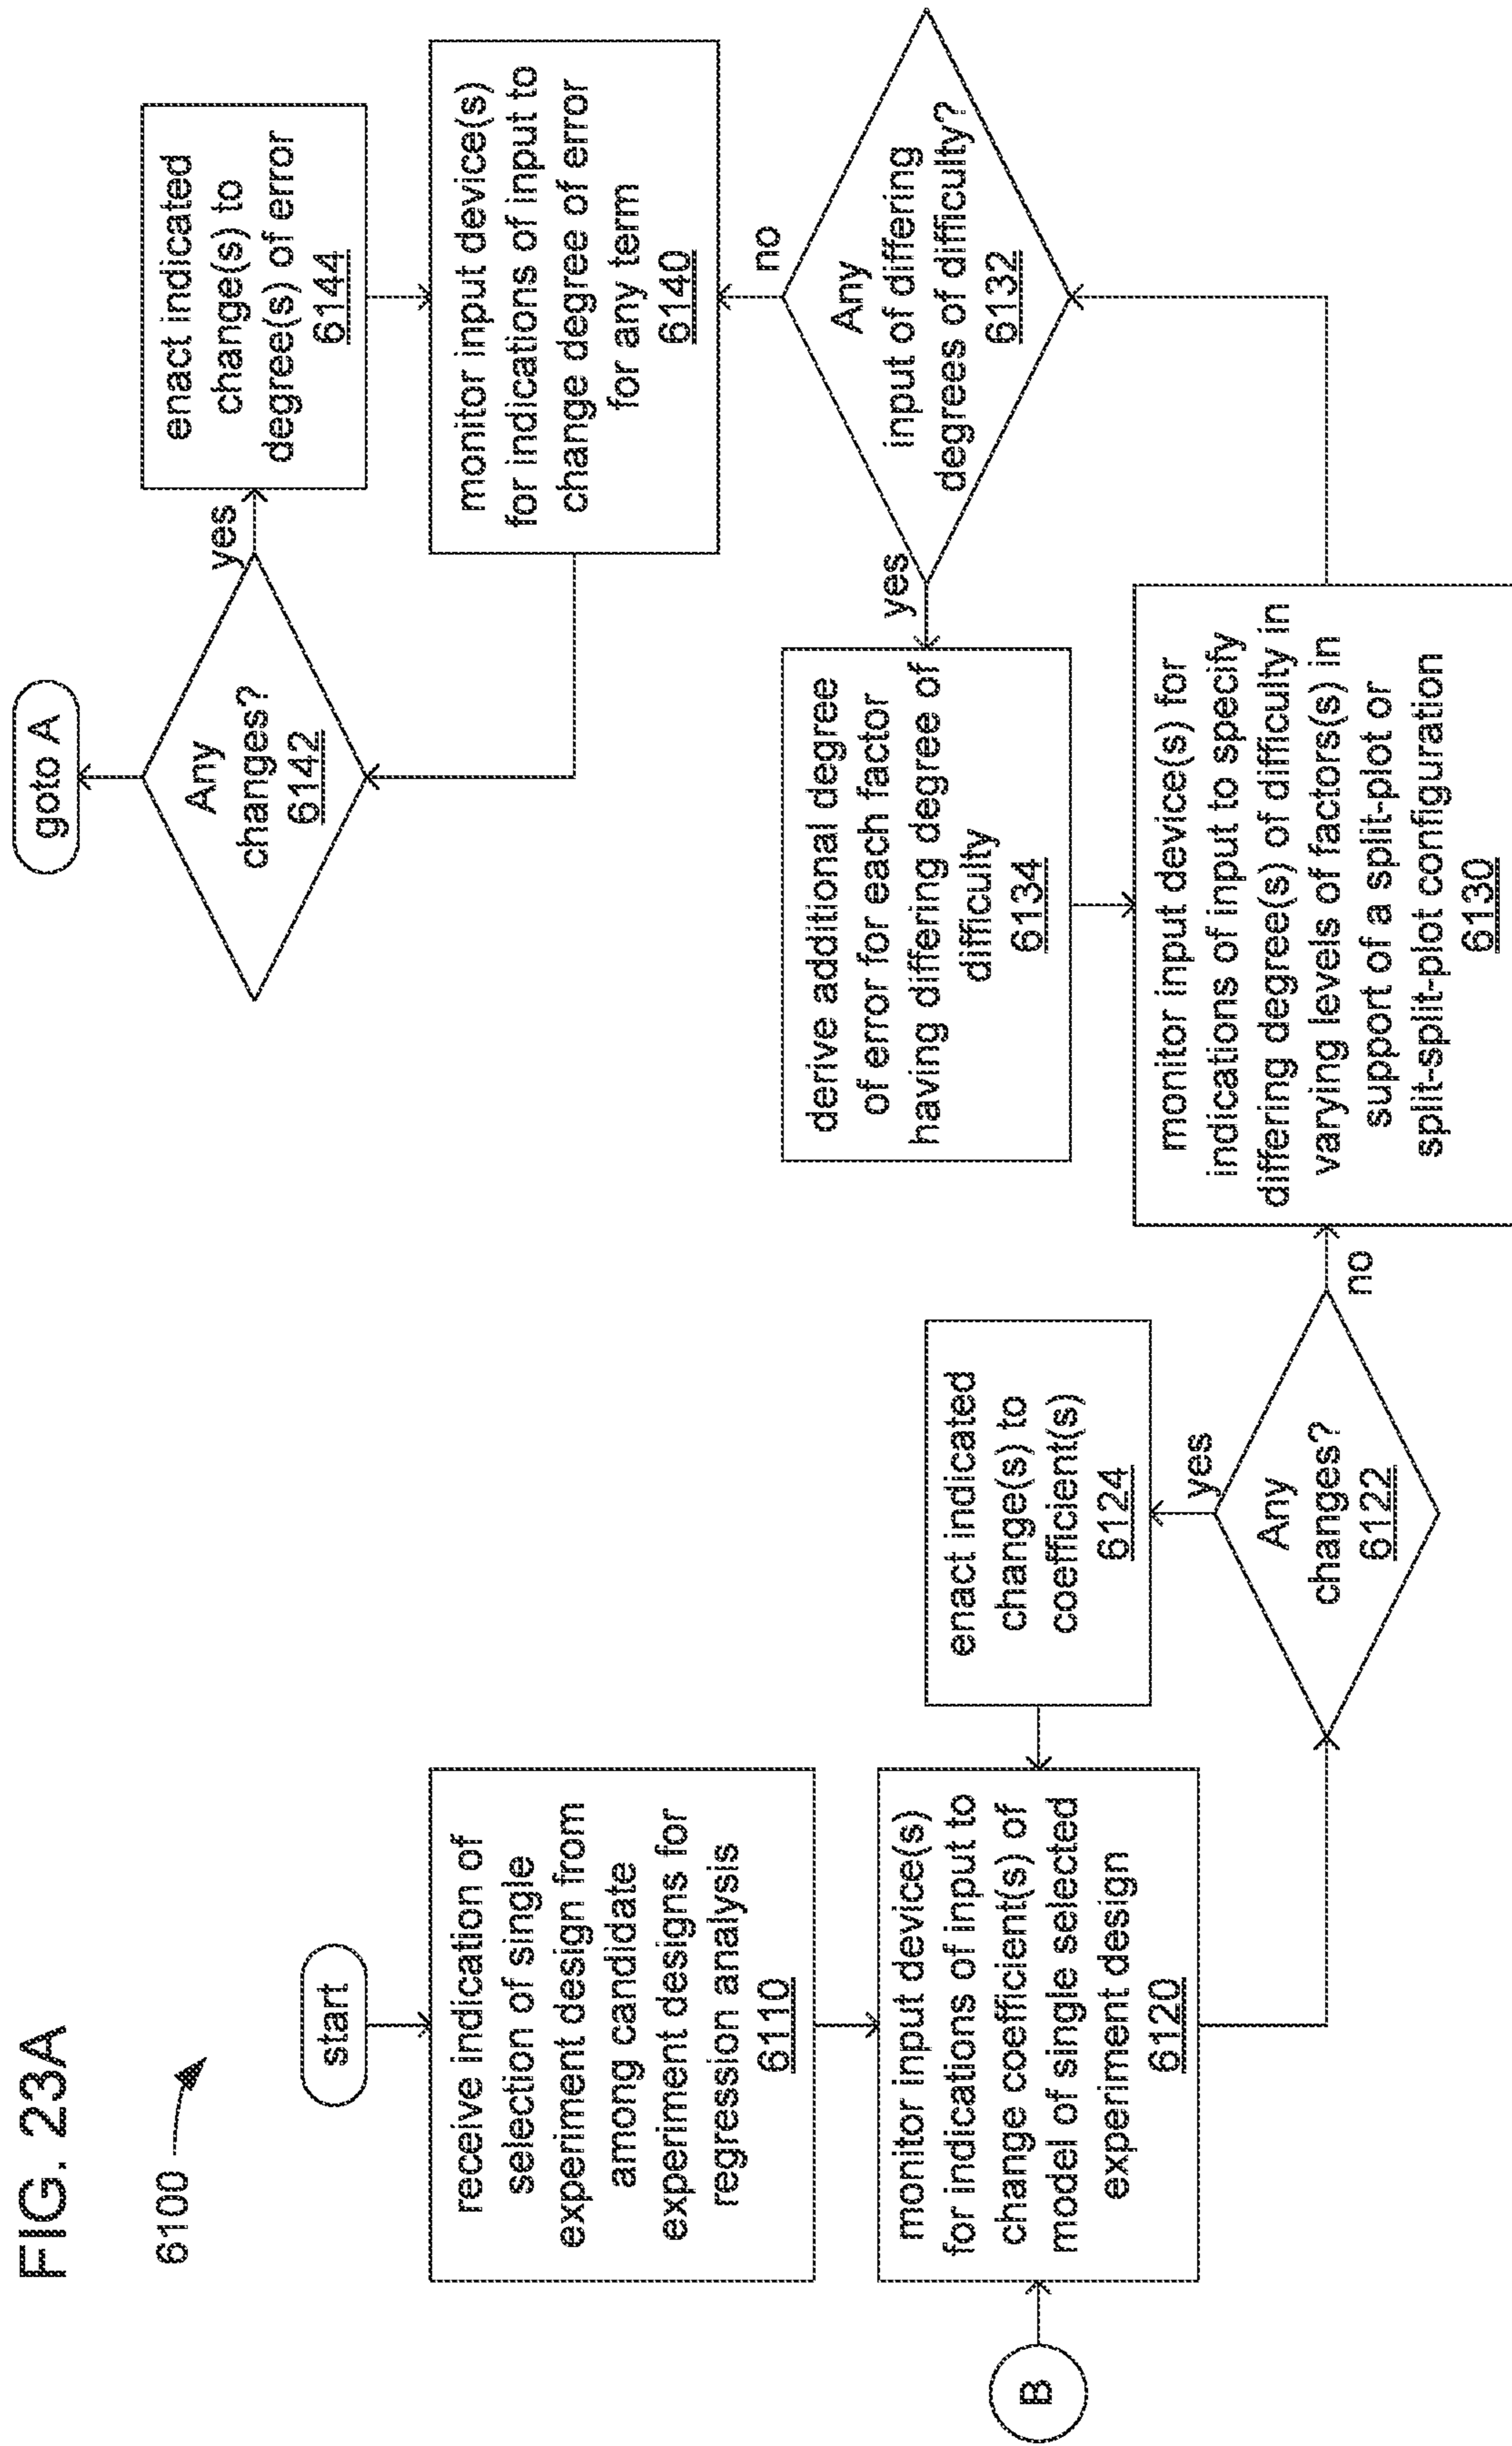 FIG. 23A
6100
start
receive indication of
selection of single
experiment design from
among candidate
experiment designs for
regression analysis
6110
B
monitor input device(s)
for indications of input to
change coefficient(s) of
model of single selected
experiment design
6120
enact indicated
change(s) to
coefficient(s)
6124
yes
Any
changes?
6122
no
monitor input device(s) for
indications of input to specify
differing degree(s) of difficulty in
varying levels of factors(s) in
support of a split-plot or
split-split-plot configuration
6130
derive additional degree
of error for each factor
having differing degree of
difficulty
6134
yes
Any
input of differing
degrees of difficulty?
6132
no
monitor input device(s)
for indications of input to
change degree of error
for any term
6140
enact indicated
change(s) to
degree(s) of error
6144
yes
Any
changes?
6142
goto A